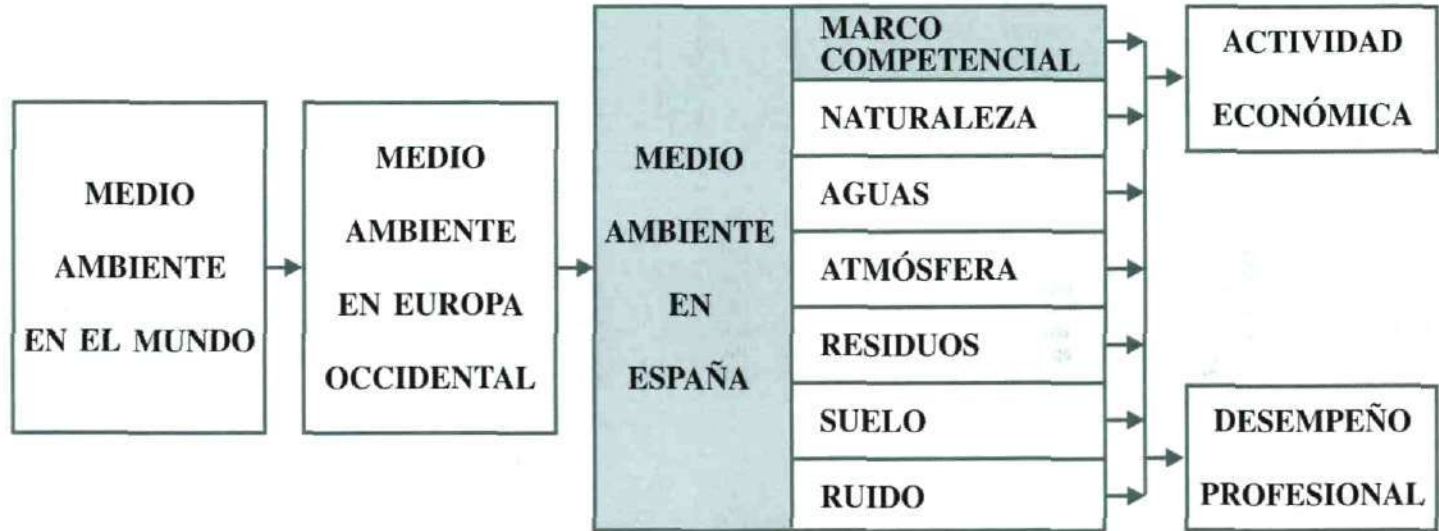 MEDIO
AMBIENTE
EN EL MUNDO
MEDIO
AMBIENTE
EN EUROPA
OCCIDENTAL
MEDIO
AMBIENTE
EN
ESPAÑA
MARCO
COMPETENCIAL
NATURALEZA
AGUAS
ATMÓSFERA
RESIDUOS
SUELO
RUIDO
ACTIVIDAD
ECONÓMICA
DESEMPEÑO
PROFESIONAL